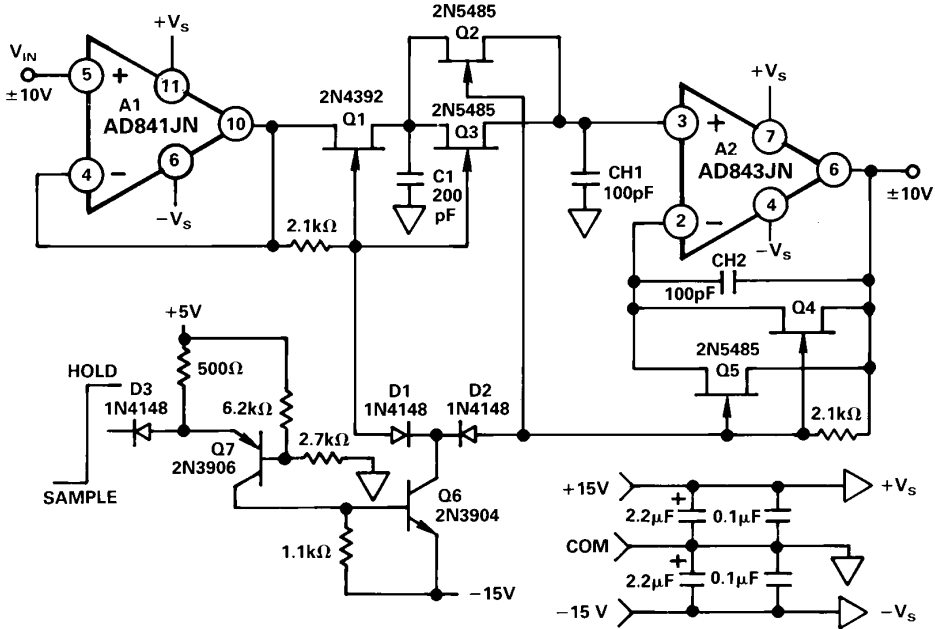 2N5485
Q2
+VS
+VS
VIN
±10V
5
+
11
A1
AD841JN
10
2N4392
Q1
2N5485
Q3
3
+
7
A2
AD843JN
6
±10V
4
−
6
−VS
C1
200
pF
CH1
100pF
2
−
4
−VS
2.1kΩ
CH2
100pF
+5V
Q4
2N5485
Q5
HOLD
500Ω
D3
1N4148
6.2kΩ
D1
1N4148
D2
1N4148
2.1kΩ
Q7
2N3906
2.7kΩ
SAMPLE
Q6
2N3904
1.1kΩ
−15V
+15V
+VS
+
2.2µF
0.1µF
COM
+
2.2µF
0.1µF
−15 V
−VS